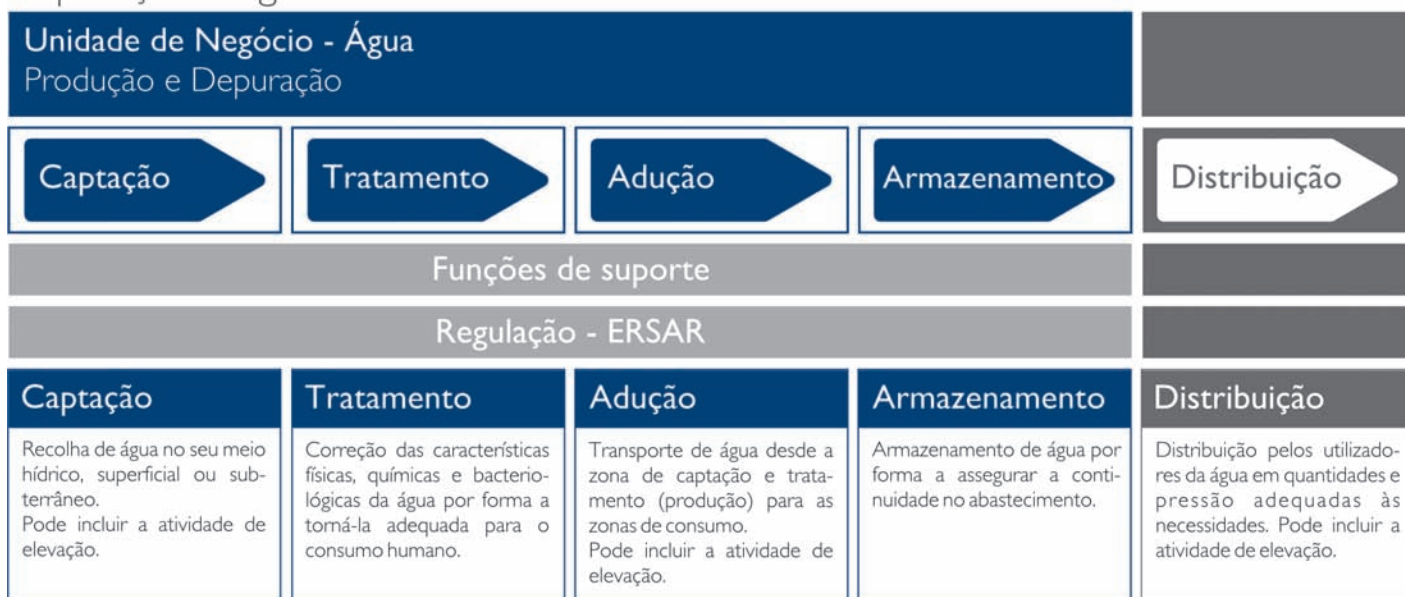 Unidade de Negócio - Água
Produção e Depuração
Captação
Tratamento
Adução
Armazenamento
Distribuição
Funções de suporte
Regulação - ERSAR
Captação
Recolha de água no seu meio
hídrico, superficial ou sub-
terrâneo.
Pode incluir a atividade de
elevação.
Tratamento
Correção das características
físicas, químicas e bacterio-
lógicas da água por forma a
torná-la adequada para o
consumo humano.
Adução
Transporte de água desde a
zona de captação e trata-
mento (produção) para as
zonas de consumo.
Pode incluir a atividade de
elevação.
Armazenamento
Armazenamento de água por
forma a assegurar a conti-
nuidade no abastecimento.
Distribuição
Distribuição pelos utilizado-
res da água em quantidades e
pressão adequadas às
necessidades. Pode incluir a
atividade de elevação.